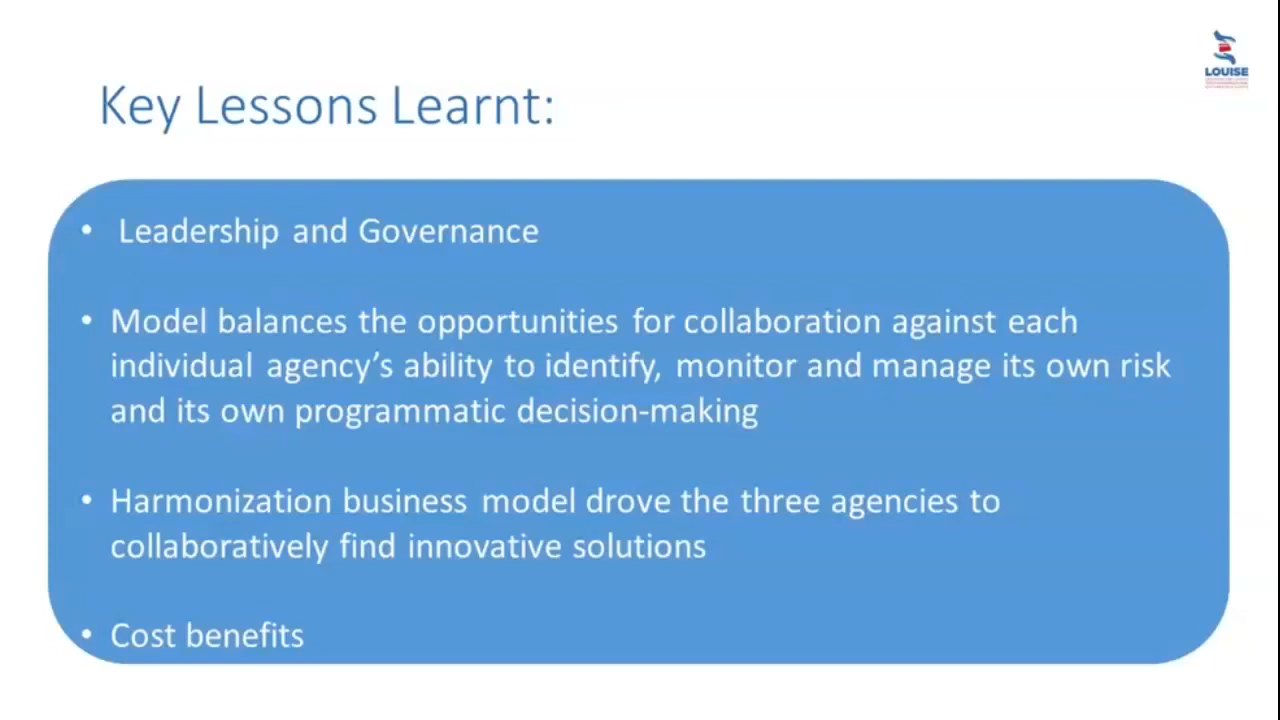 LOUISE
Key Lessons Learnt:
• Leadership and Governance
• Model balances the opportunities for collaboration against each
individual agency’s ability to identify, monitor and manage its own risk
and its own programmatic decision-making
• Harmonization business model drove the three agencies to
collaboratively find innovative solutions
• Cost benefits